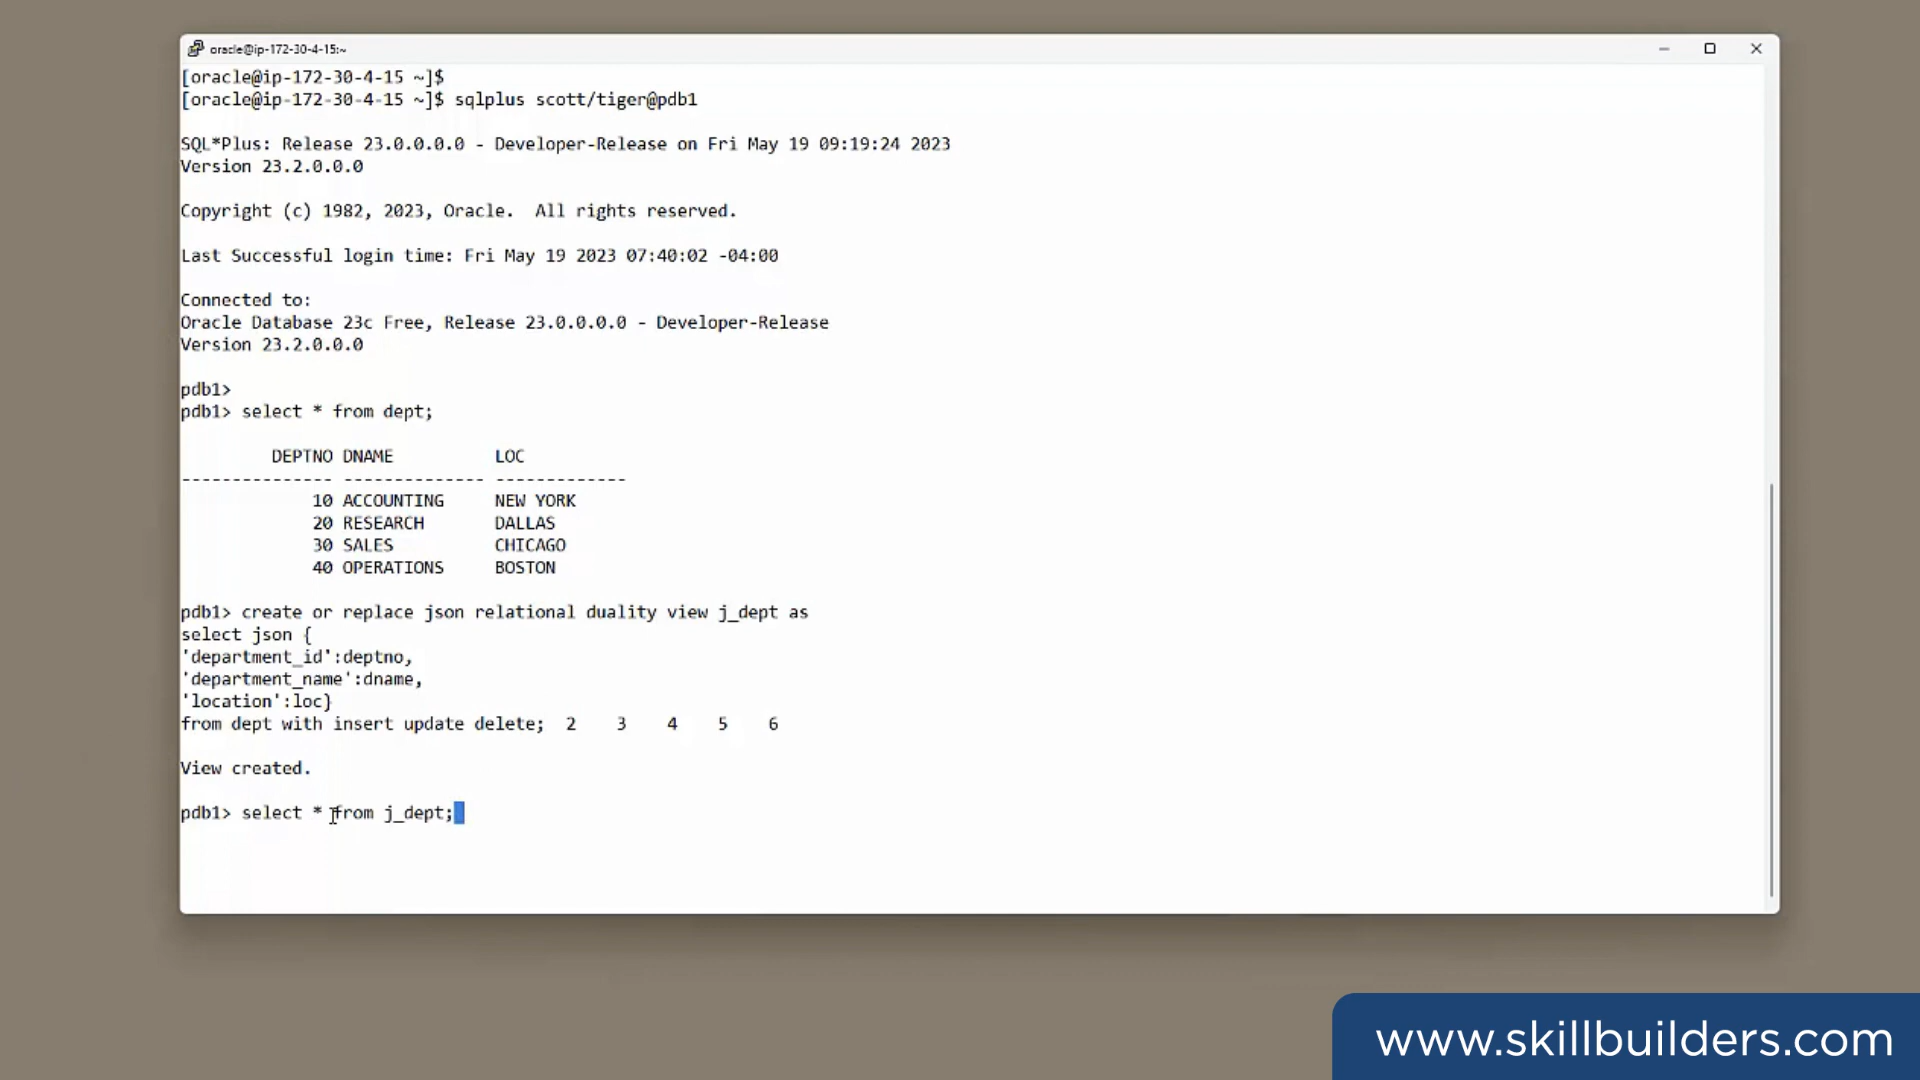 oracle@ip-172-30-4-15:~
[oracle@ip-172-30-4-15 ~]$
[oracle@ip-172-30-4-15 ~]$ sqlplus scott/tiger@pdb1
SQL*Plus: Release 23.0.0.0.0 - Developer-Release on Fri May 19 09:19:24 2023
Version 23.2.0.0.0
Copyright (c) 1982, 2023, Oracle.  All rights reserved.
Last Successful login time: Fri May 19 2023 07:40:02 -04:00
Connected to:
Oracle Database 23c Free, Release 23.0.0.0.0 - Developer-Release
Version 23.2.0.0.0
pdb1>
pdb1> select * from dept;
DEPTNO DNAME          LOC
--------------- -------------- -------------
10 ACCOUNTING     NEW YORK
20 RESEARCH       DALLAS
30 SALES          CHICAGO
40 OPERATIONS     BOSTON
pdb1> create or replace json relational duality view j_dept as
select json {
'department_id':deptno,
'department_name':dname,
'location':loc}
from dept with insert update delete;  2    3    4    5    6
View created.
pdb1> select * from j_dept;
www.skillbuilders.com